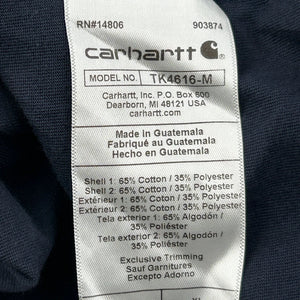 RN#14806 903874
carhartt
MODEL NO. TK4616-M
Carhartt, Inc. P.O. Box 600
Dearborn, MI 48121 USA
carhartt.com
Made in Guatemala
Fabriqué au Guatemala
Hecho en Guatemala
Shell 1: 65% Cotton / 35% Polyester
Shell 2: 65% Cotton / 35% Polyester
Extérieur 1: 65% Coton / 35% Polyester
Extérieur 2: 65% Coton / 35% Polyester
Tela exterior 1: 65% Algodón /
35% Poliéster
Tela exterior 2: 65% Algodón /
35% Poliéster
Exclusive Trimming
Sauf Garnitures
Excepto Adorno